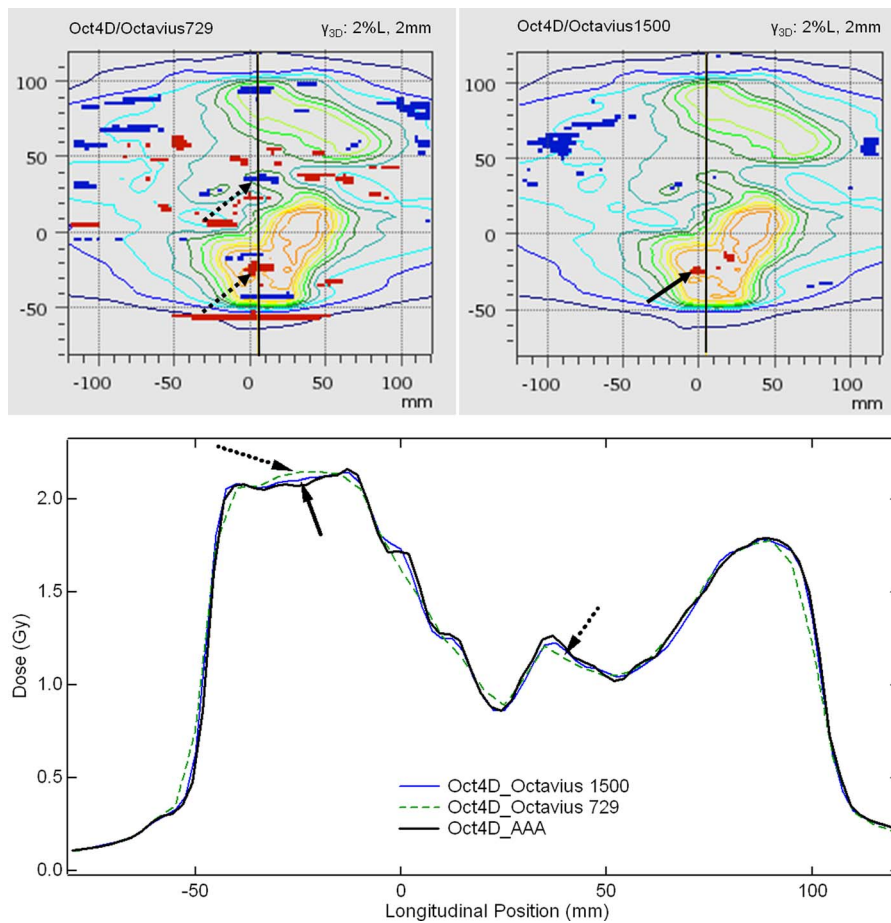 Oct4D/Octavius729 γ3D: 2%L, 2mm
100
50
0
-50
-100 -50 0 50 100
mm
Oct4D/Octavius1500 γ3D: 2%L, 2mm
100
50
0
-50
-100 -50 0 50 100
mm
2.0
1.5
1.0
0.5
0.0
Dose (Gy)
Oct4D_Octavius 1500
Oct4D_Octavius 729
Oct4D_AAA
-50 0 50 100
Longitudinal Position (mm)